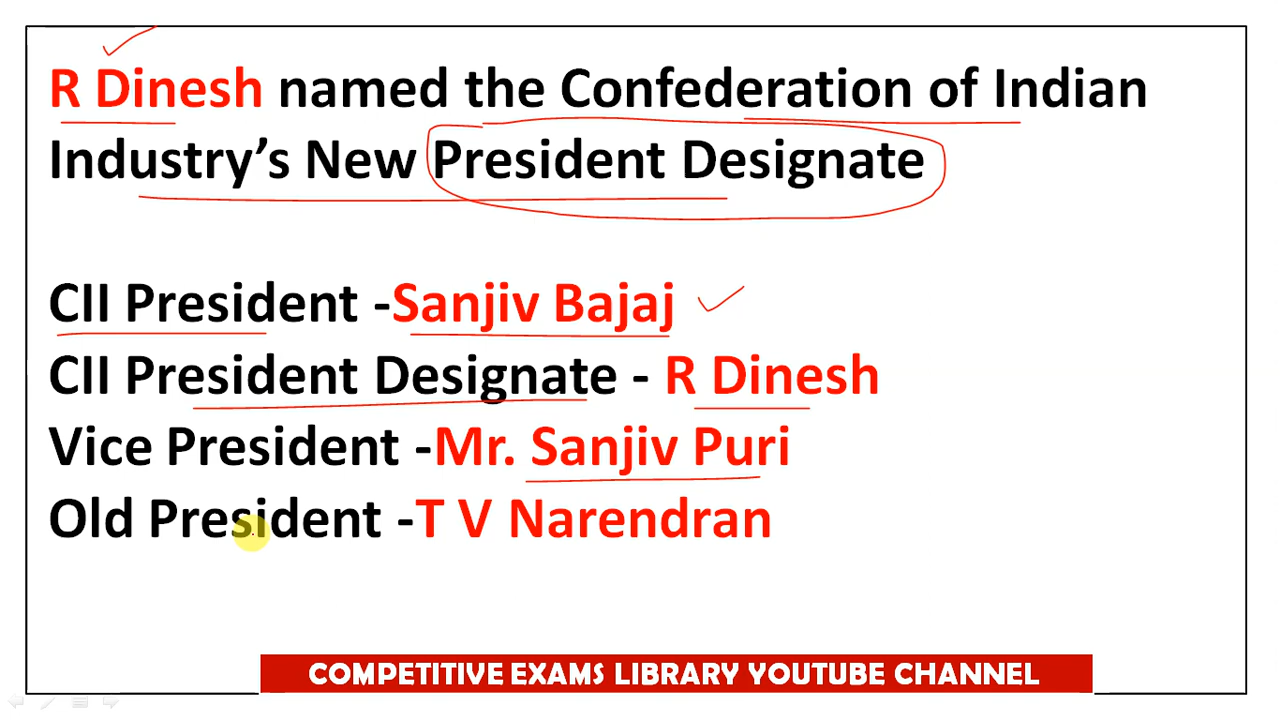 R Dinesh named the Confederation of Indian
Industry’s New President Designate
CII President -Sanjiv Bajaj
CII President Designate - R Dinesh
Vice President -Mr. Sanjiv Puri
Old President -T V Narendran
COMPETITIVE EXAMS LIBRARY YOUTUBE CHANNEL